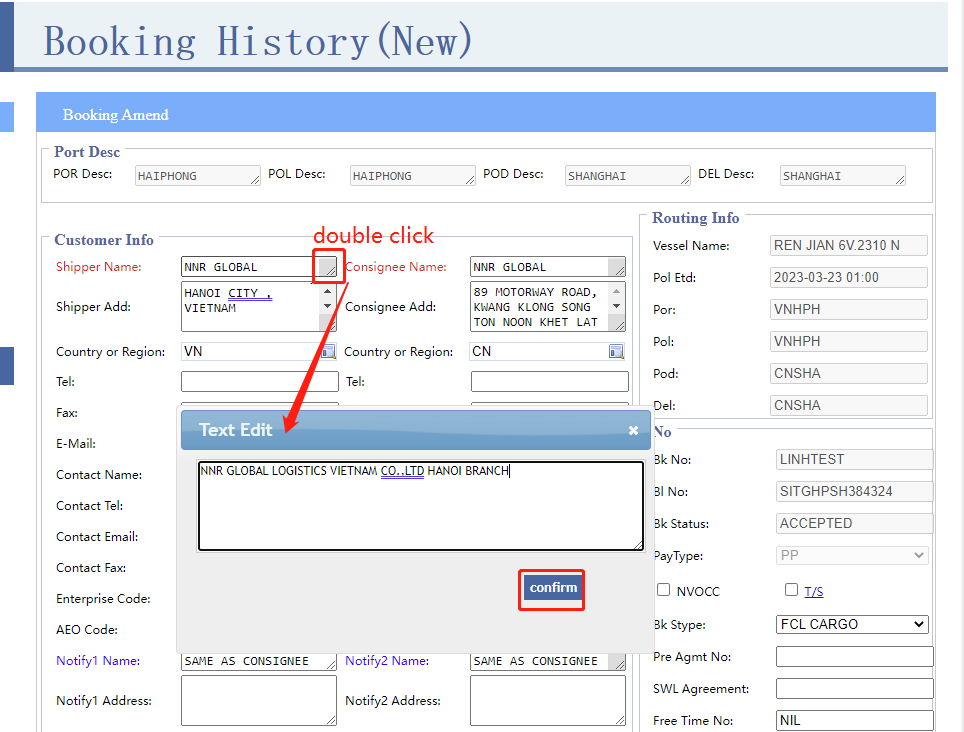 Booking History(New)
Booking Amend
Port Desc
POR Desc: HAIPHONG POL Desc: HAIPHONG POD Desc: SHANGHAI DEL Desc: SHANGHAI
Customer Info
double click
Shipper Name: NNR GLOBAL Consignee Name: NNR GLOBAL
Shipper Add: HANOI CITY ,
VIETNAM
Consignee Add: 89 MOTORWAY ROAD,
KWANG KLONG SONG
TON NOON KHET LAT
Country or Region: VN Country or Region: CN
Tel: Tel:
Fax:
E-Mail:
Contact Name:
Contact Tel:
Contact Email:
Contact Fax:
Enterprise Code:
AEO Code:
Text Edit
NNR GLOBAL LOGISTICS VIETNAM CO.,LTD HANOI BRANCH
confirm
Notify1 Name: SAME AS CONSIGNEE Notify2 Name: SAME AS CONSIGNEE
Notify1 Address: Notify2 Address:
Routing Info
Vessel Name: REN JIAN 6V.2310 N
Pol Etd: 2023-03-23 01:00
Por: VNHPH
Pol: VNHPH
Pod: CNSHA
Del: CNSHA
No
Bk No: LINHTEST
Bl No: SITGHPSH384324
Bk Status: ACCEPTED
PayType: PP
NVOCC T/S
Bk Stype: FCL CARGO
Pre Agmt No:
SWL Agreement:
Free Time No: NIL